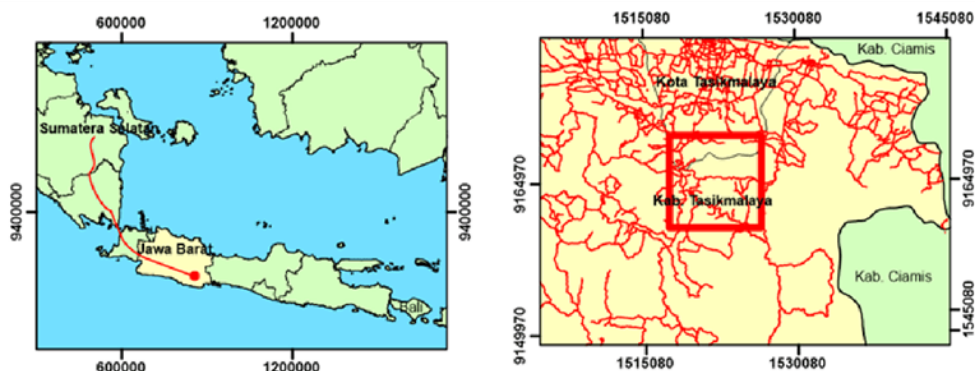 600000 1200000
9400000
Sumatera Selatan
Jawa Barat
Bali
9400000
600000 1200000
1515080 1530080 1545080
Kab. Ciamis
Kota Tasikmalaya
9164970
Kab. Tasikmalaya
9164970
Kab. Ciamis
9149970
1545080
1515080 1530080